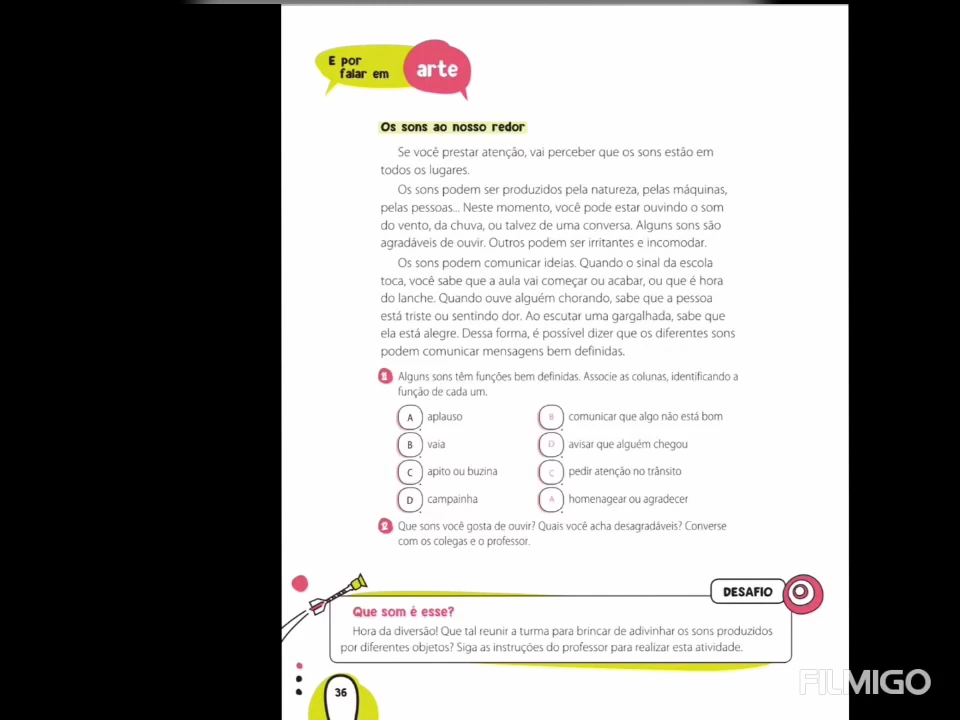 E por
falar em
arte
Os sons ao nosso redor
Se você prestar atenção, vai perceber que os sons estão em
todos os lugares.
Os sons podem ser produzidos pela natureza, pelas máquinas,
pelas pessoas... Neste momento, você pode estar ouvindo o som
do vento, da chuva, ou talvez de uma conversa. Alguns sons são
agradáveis de ouvir. Outros podem ser irritantes e incomodar.
Os sons podem comunicar ideias. Quando o sinal da escola
toca, você sabe que a aula vai começar ou acabar, ou que é hora
do lanche. Quando ouve alguém chorando, sabe que a pessoa
está triste ou sentindo dor. Ao escutar uma gargalhada, sabe que
ela está alegre. Dessa forma, é possível dizer que os diferentes sons
podem comunicar mensagens bem definidas.
1 Alguns sons têm funções bem definidas. Associe as colunas, identificando a
função de cada um.
A aplauso B comunicar que algo não está bom
B vaia D avisar que alguém chegou
C apito ou buzina C pedir atenção no trânsito
D campainha A homenagear ou agradecer
2 Que sons você gosta de ouvir? Quais você acha desagradáveis? Converse
com os colegas e o professor.
DESAFIO
Que som é esse?
Hora da diversão! Que tal reunir a turma para brincar de adivinhar os sons produzidos
por diferentes objetos? Siga as instruções do professor para realizar esta atividade.
36
FILMIGO